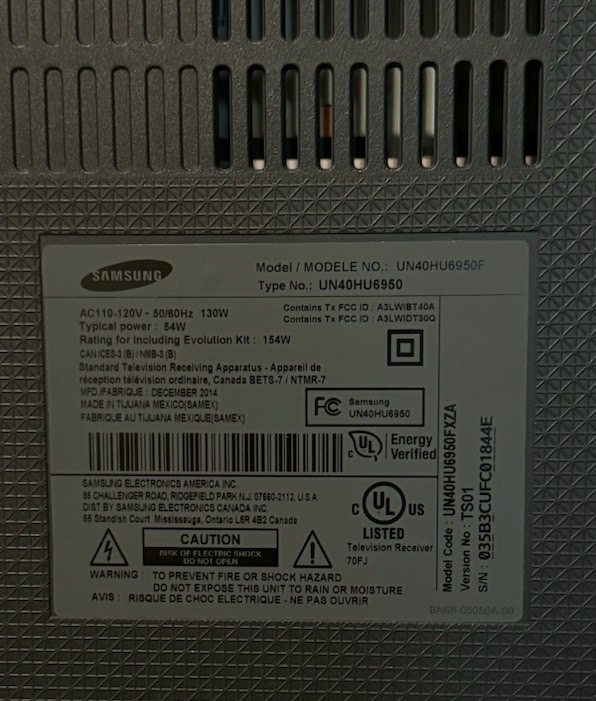 SAMSUNG
Model / MODELE NO.: UN40HU6950F
Type No.: UN40HU6950
AC110-120V ~ 50/60Hz 130W
Typical power : 54W
Rating for Including Evolution Kit : 154W
CAN ICES-3 (B) / NMB-3 (B)
Standard Television Receiving Apparatus - Appareil de
réception télévision ordinaire, Canada BETS-7 / NTMR-7
MFD./FABRIQUE : DECEMBER 2014
MADE IN TIJUANA MEXICO(SAMEX)
FABRIQUE AU TIJUANA MEXIQUE(SAMEX)
Contains Tx FCC ID : A3LWIBT40A
Contains Tx FCC ID : A3LWIDT30Q
FC Samsung
UN40HU6950
c UL Energy
Verified
SAMSUNG ELECTRONICS AMERICA INC.
85 CHALLENGER ROAD, RIDGEFIELD PARK N.J. 07660-2112, U.S.A.
DIST BY SAMSUNG ELECTRONICS CANADA INC.
55 Standish Court Mississauga, Ontario L5R 4B2 Canada
CAUTION
RISK OF ELECTRIC SHOCK
DO NOT OPEN
C UL US
LISTED
Television Receiver
70FJ
WARNING : TO PREVENT FIRE OR SHOCK HAZARD
DO NOT EXPOSE THIS UNIT TO RAIN OR MOISTURE
AVIS : RISQUE DE CHOC ELECTRIQUE - NE PAS OUVRIR
Model Code : UN40HU6950FXZA
Version No : TS01
S/N : 035B3CUFC01844E
BN68-05050A-00